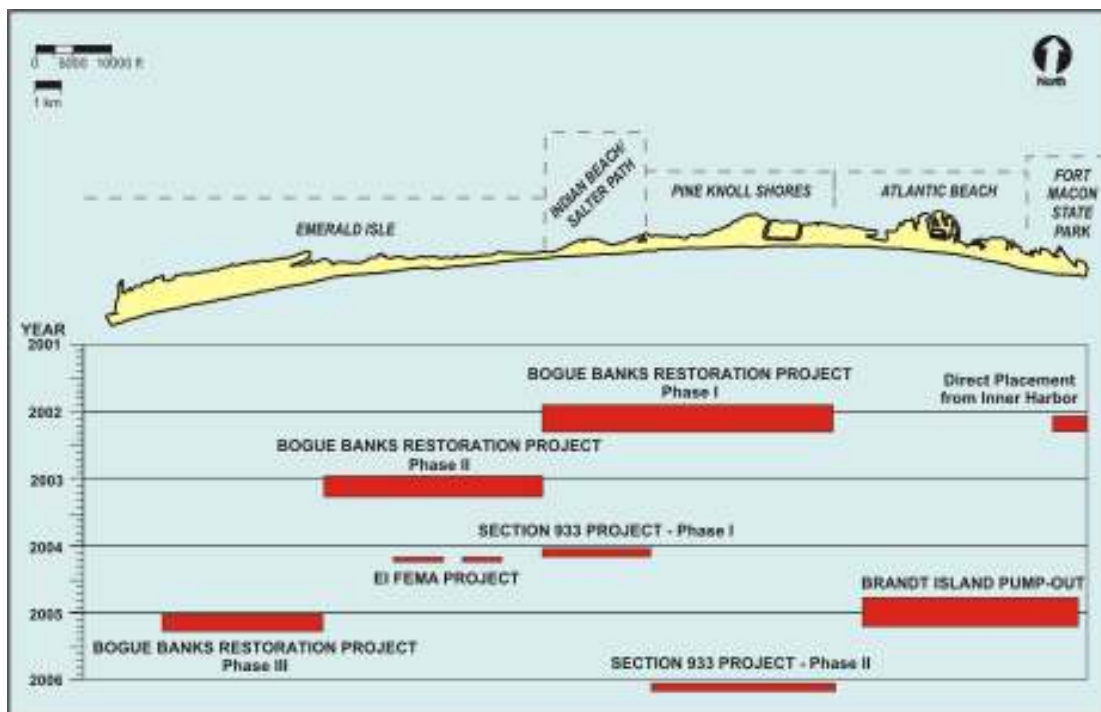 0 5000 10000 ft
1 km
North
INDIAN BEACH/
SALTER PATH
PINE KNOLL SHORES
ATLANTIC BEACH
FORT
MACON
STATE
PARK
EMERALD ISLE
YEAR
2001
BOGUE BANKS RESTORATION PROJECT
Phase I
Direct Placement
from Inner Harbor
2002
BOGUE BANKS RESTORATION PROJECT
Phase II
2003
SECTION 933 PROJECT - Phase I
2004
EI FEMA PROJECT
BRANDT ISLAND PUMP-OUT
2005
BOGUE BANKS RESTORATION PROJECT
Phase III
SECTION 933 PROJECT - Phase II
2006